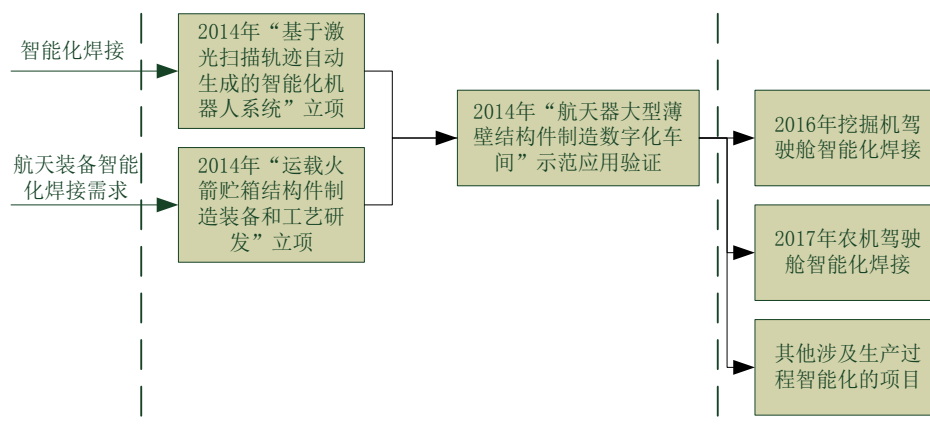 智能化焊接
航天装备智能
化焊接需求
2014年“基于激
光扫描轨迹自动
生成的智能化机
器人系统”立项
2014年“运载火
箭贮箱结构件制
造装备和工艺研
发”立项
2014年“航天器大型薄
壁结构件制造数字化车
间”示范应用验证
2016年挖掘机驾
驶舱智能化焊接
2017年农机驾驶
舱智能化焊接
其他涉及生产过
程智能化的项目